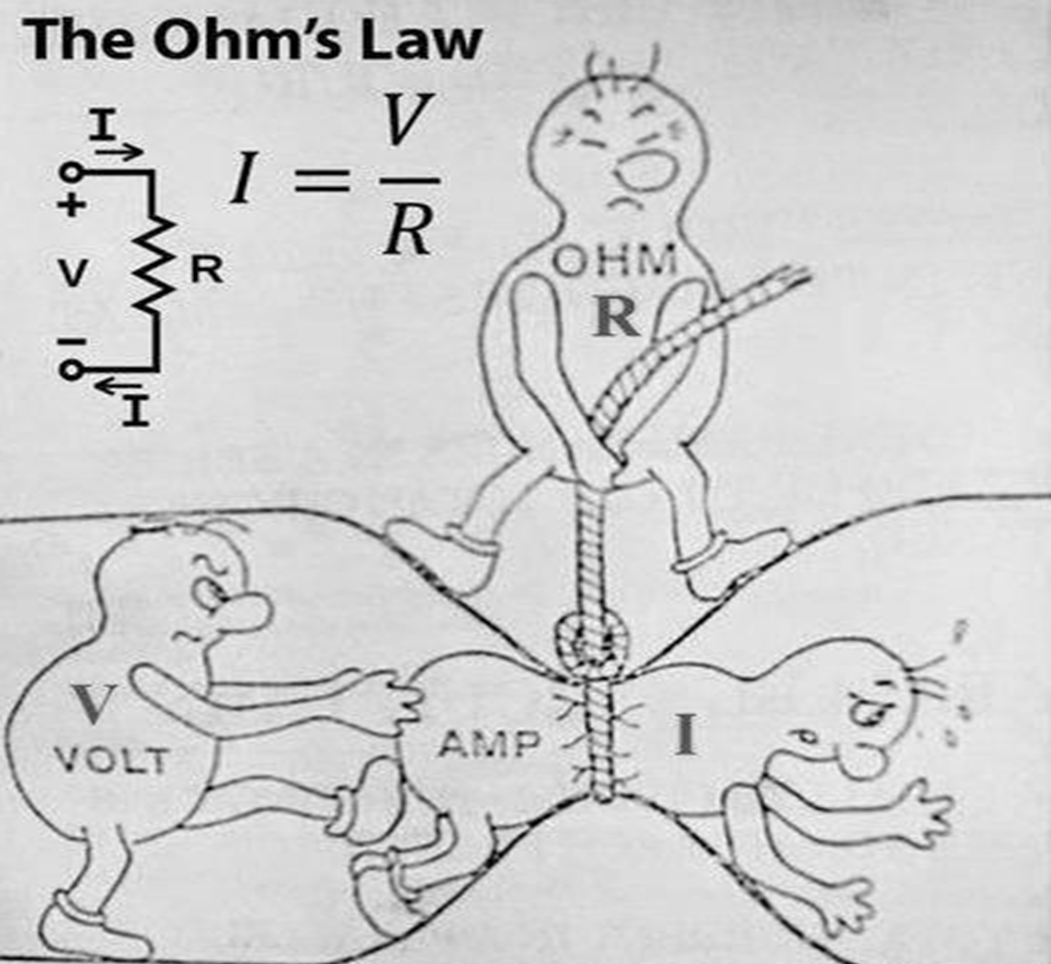 The Ohm's Law
I
+
V
−
R
I
I = V/R
OHM
R
V
VOLT
AMP
I